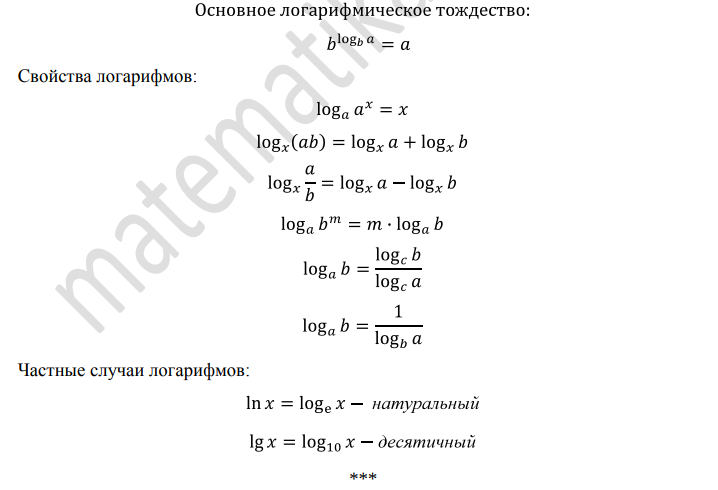 Основное логарифмическое тождество:
b^{log_b a} = a
Свойства логарифмов:
log_a a^x = x
log_x(ab) = log_x a + log_x b
log_x \frac{a}{b} = log_x a − log_x b
log_a b^m = m · log_a b
log_a b = \frac{log_c b}{log_c a}
log_a b = \frac{1}{log_b a}
Частные случаи логарифмов:
ln x = log_e x − натуральный
lg x = log_{10} x − десятичный
***
matematika